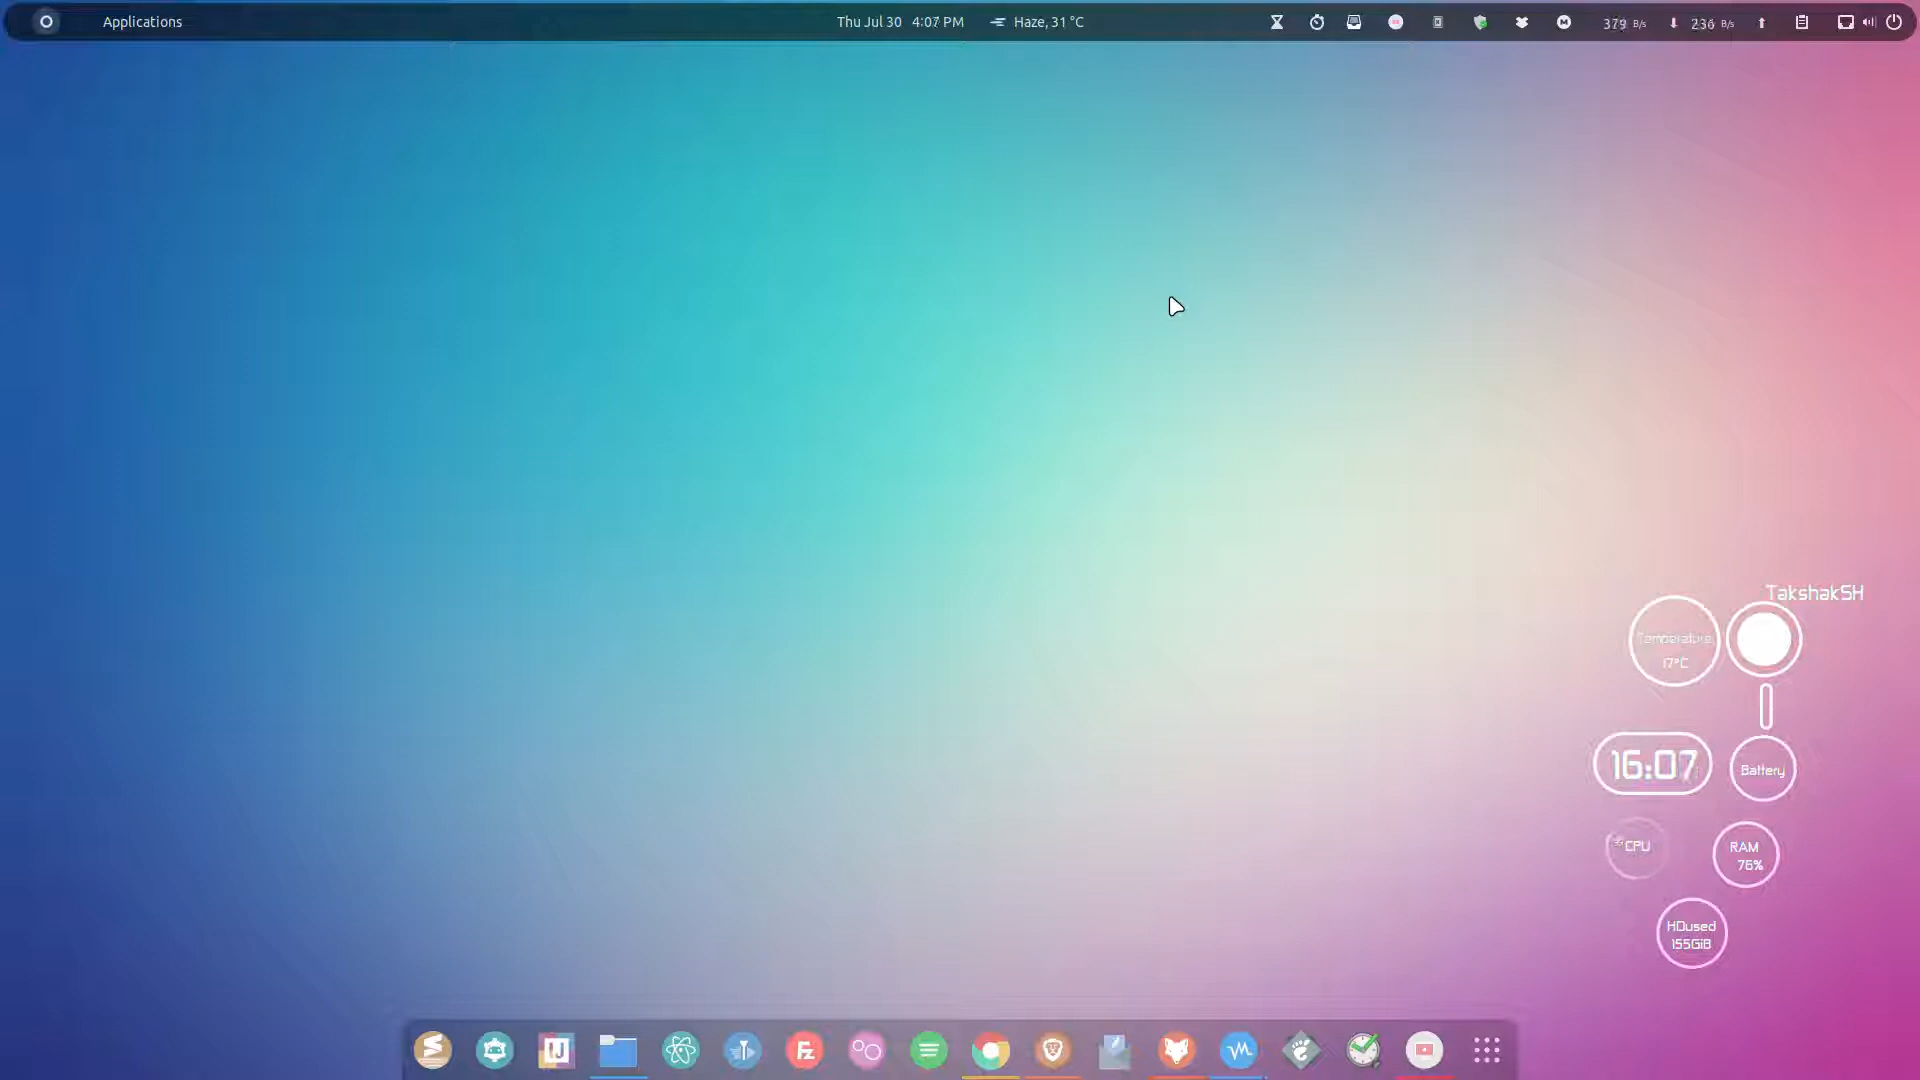 Applications
Thu Jul 30 4:07 PM
Haze, 31 °C
379 B/s
236 B/s
TakshakSH
Temperature
17°C
16:07
Battery
CPU
RAM
76%
HDused
155GiB